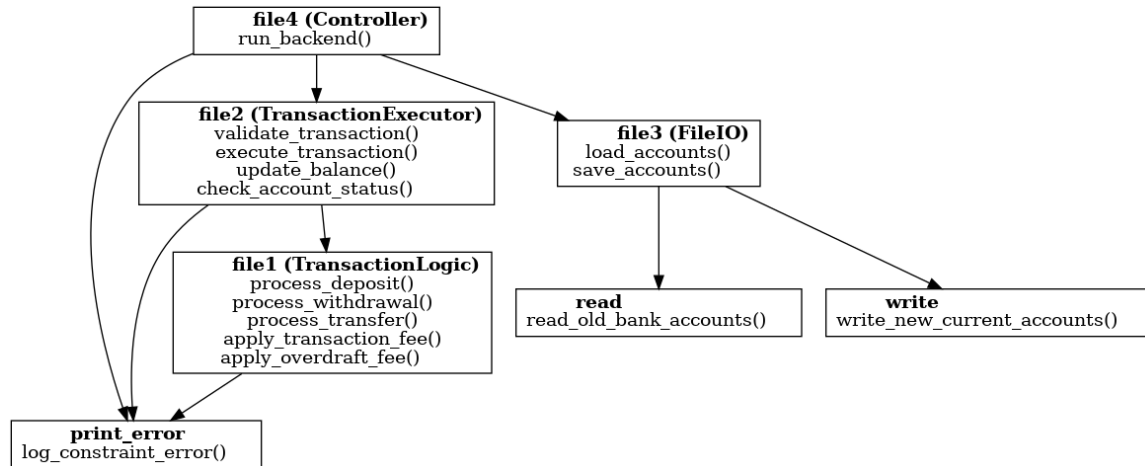 file4 (Controller)
run_backend()
file2 (TransactionExecutor)
validate_transaction()
execute_transaction()
update_balance()
check_account_status()
file3 (FileIO)
load_accounts()
save_accounts()
file1 (TransactionLogic)
process_deposit()
process_withdrawal()
process_transfer()
apply_transaction_fee()
apply_overdraft_fee()
read
read_old_bank_accounts()
write
write_new_current_accounts()
print_error
log_constraint_error()